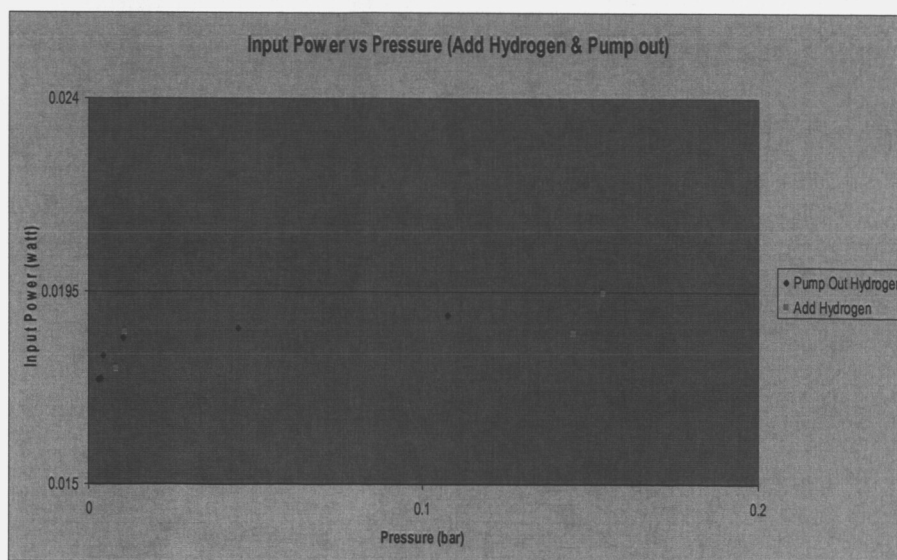 Input Power vs Pressure (Add Hydrogen & Pump out)
0.024
0.0195
0.015
0
0.1
0.2
Input Power (watt)
Pressure (bar)
Pump Out Hydrogen
Add Hydrogen